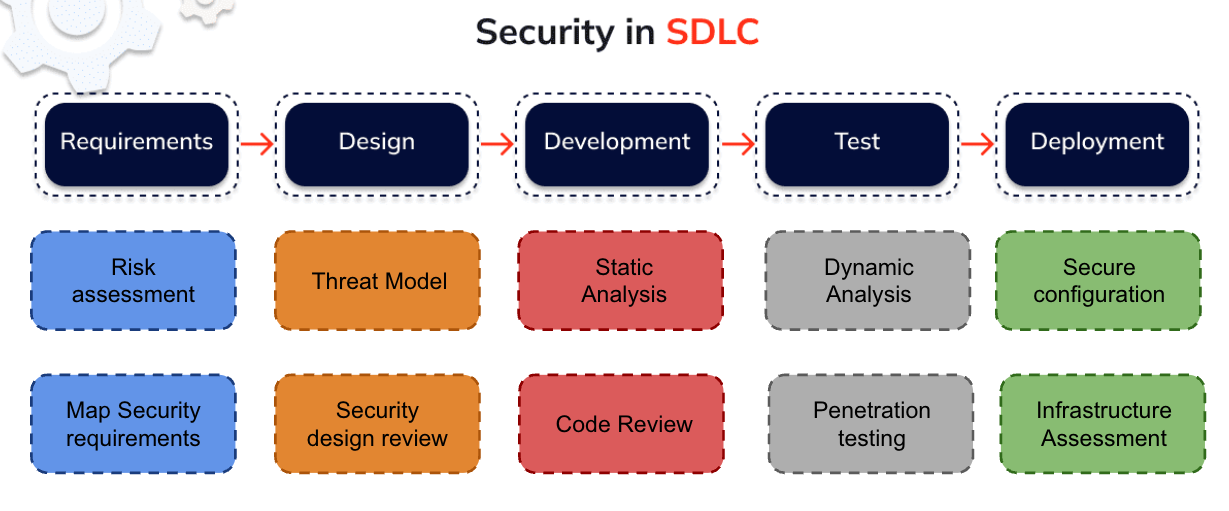 Security in SDLC
Requirements
Design
Development
Test
Deployment
Risk
assessment
Threat Model
Static
Analysis
Dynamic
Analysis
Secure
configuration
Map Security
requirements
Security
design review
Code Review
Penetration
testing
Infrastructure
Assessment